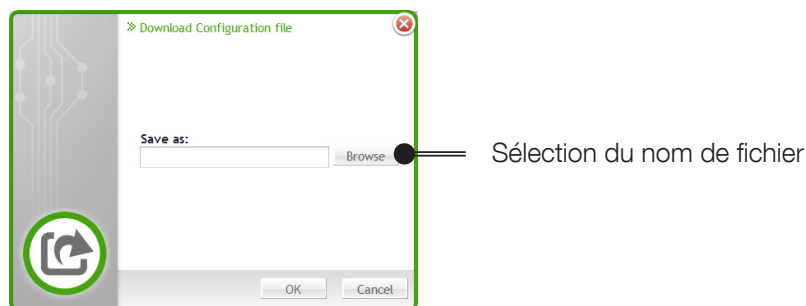 » Download Configuration file
Save as:
Browse
Sélection du nom de fichier
OK
Cancel